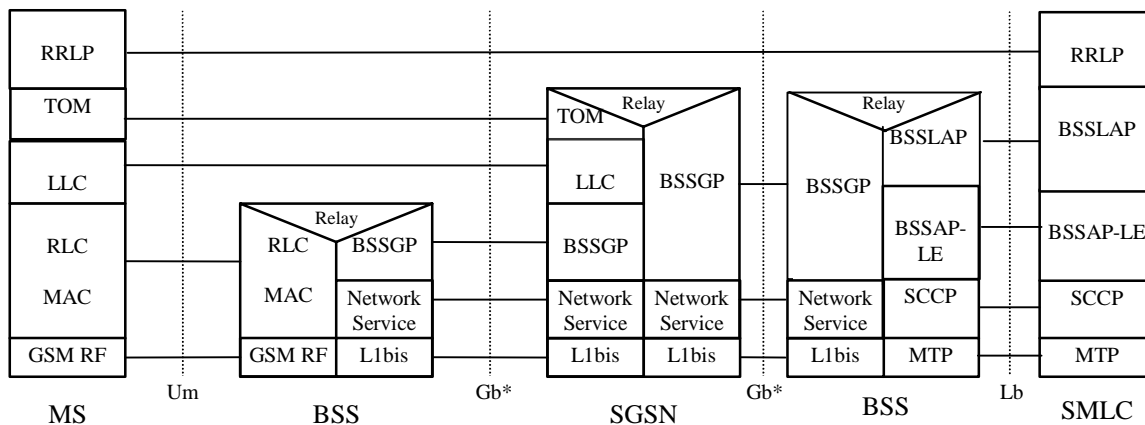 RRLP
TOM
LLC
RLC
MAC
GSM RF
MS
Um
Relay
RLC
BSSGP
MAC
Network
Service
GSM RF
L1bis
BSS
Gb*
Relay
TOM
LLC
BSSGP
BSSGP
Network
Service
Network
Service
L1bis
L1bis
SGSN
Gb*
Relay
BSSLAP
BSSGP
BSSAP-
LE
Network
Service
SCCP
L1bis
MTP
BSS
Lb
RRLP
BSSLAP
BSSAP-LE
SCCP
MTP
SMLC